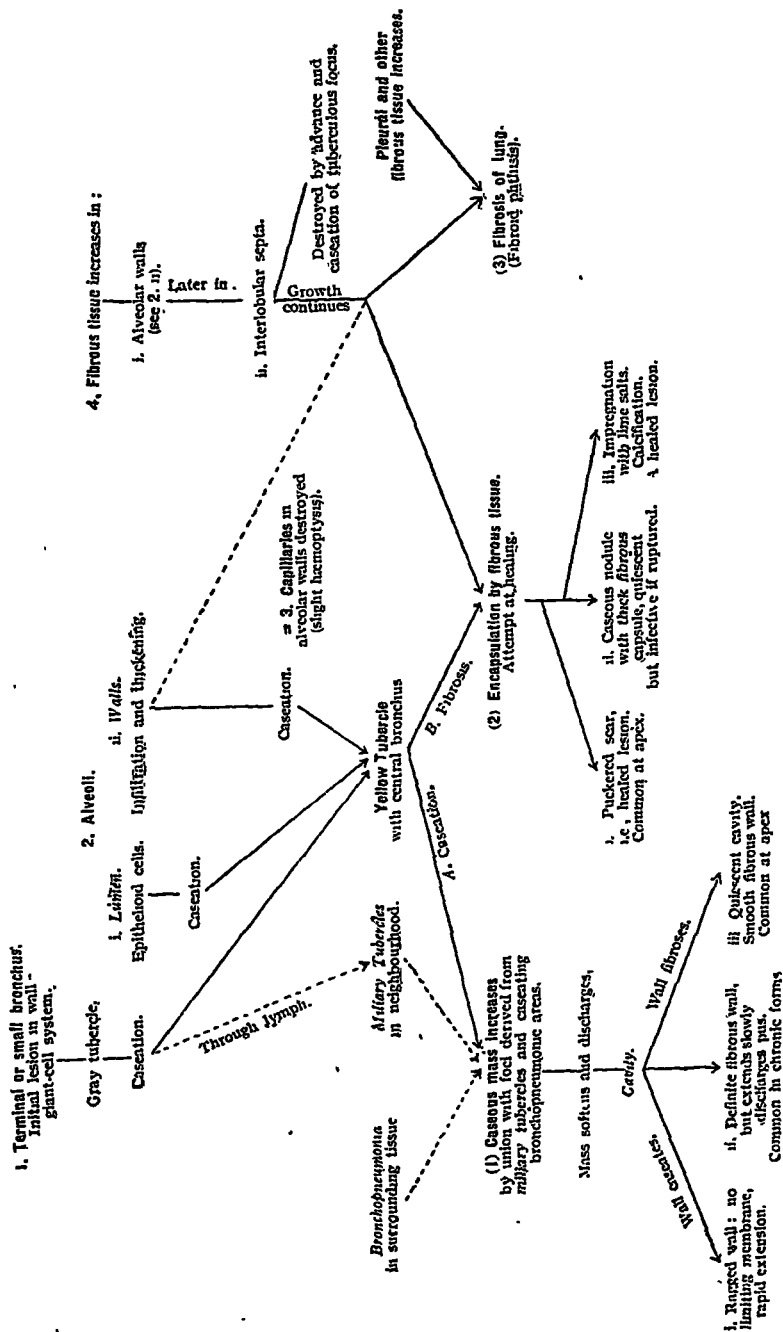 1. Terminal or small bronchus.
Initial lesion in wall-
giant-cell system.
Gray tubercle.
Caseation.
Through lymph.
2. Alveoli.
i. Lumen.
Epithelioid cells.
Caseation.
ii. Walls.
Infiltration and thickening.
Caseation.
= 3. Capillaries in
alveolar walls destroyed
(slight hæmoptysis).
4. Fibrous tissue increases in:
i. Alveolar walls
(see 2. ii).
Later in.
ii. Interlobular septa.
Growth
continues
Destroyed by advance and
caseation of tuberculous focus.
Pleural and other
fibrous tissue increases.
Bronchopneumonia
in surrounding tissue
Miliary Tubercles
in neighbourhood.
Yellow Tubercle
with central bronchus
A. Caseation.
B. Fibrosis.
(1) Caseous mass increases
by union with foci derived from
miliary tubercles and caseating
bronchopneumonic areas.
Mass softens and discharges,
Cavity.
Wall caseates.
Wall fibroses.
i. Ragged wall: no
limiting membrane,
rapid extension.
ii. Definite fibrous wall,
but extends slowly
discharges pus.
Common in chronic forms
iii Quiescent cavity.
Smooth fibrous wall.
Common at apex
(2) Encapsulation by fibrous tissue.
Attempt at healing.
i. Puckered scar,
i.e., healed lesion.
Common at apex.
ii. Caseous nodule
with thick fibrous
capsule, quiescent
but infective if ruptured.
iii. Impregnation
with lime salts.
Calcification.
A healed lesion.
(3) Fibrosis of lung.
(Fibroid phthisis).